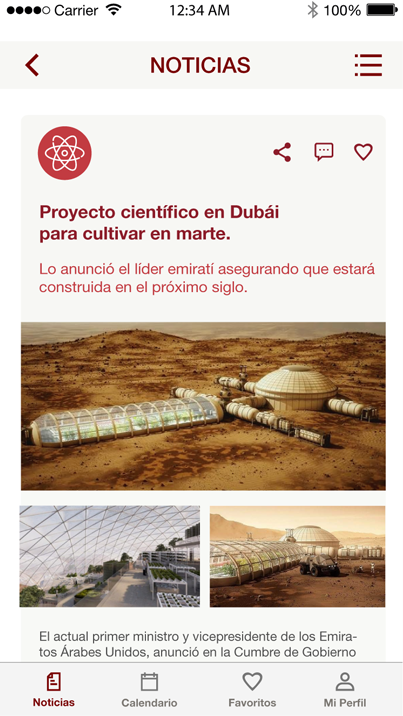 Carrier 12:34 AM 100%
NOTICIAS
Proyecto científico en Dubái
para cultivar en marte.
Lo anunció el líder emiratí asegurando que estará
construida en el próximo siglo.
El actual primer ministro y vicepresidente de los Emira-
tos Árabes Unidos, anunció en la Cumbre de Gobierno
Noticias Calendario Favoritos Mi Perfil